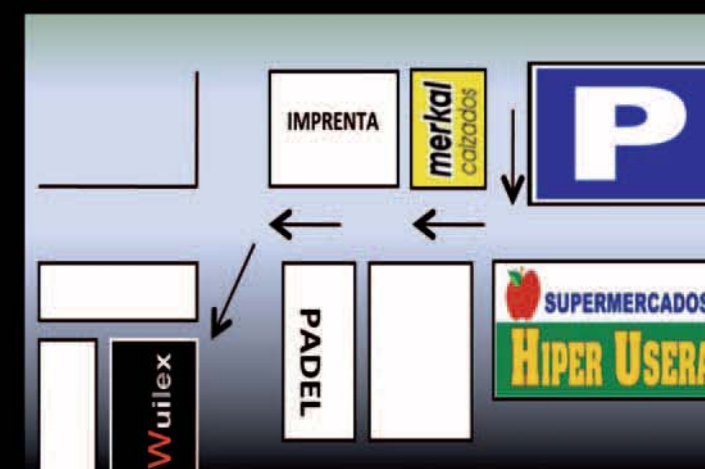 IMPRENTA
merkal
calzados
P
SUPERMERCADOS
HIPER USERA
PADEL
Wuilex